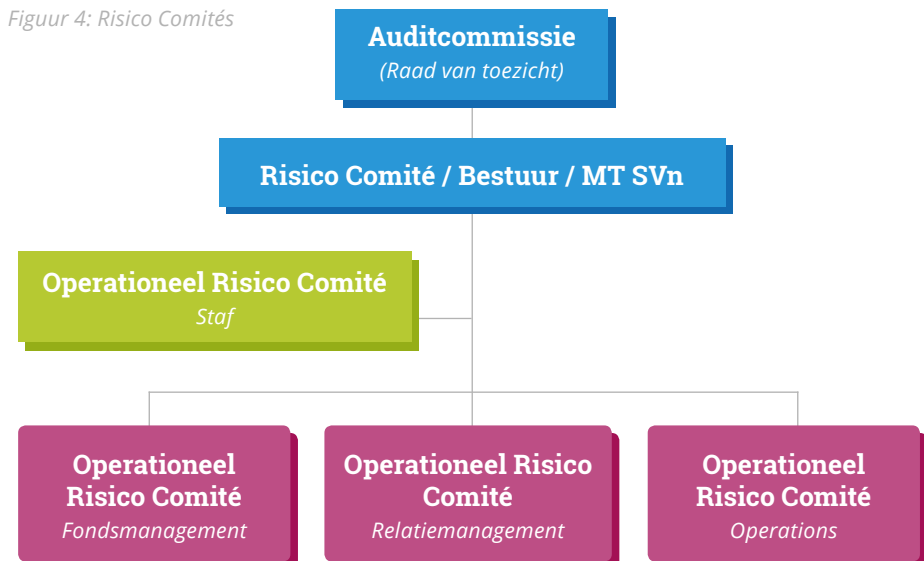 Figuur 4: Risico Comités
Auditcommissie
(Raad van toezicht)
Risico Comité / Bestuur / MT SVn
Operationeel Risico Comité
Staf
Operationeel
Risico Comité
Fondsmanagement
Operationeel Risico
Comité
Relatiemanagement
Operationeel
Risico Comité
Operations